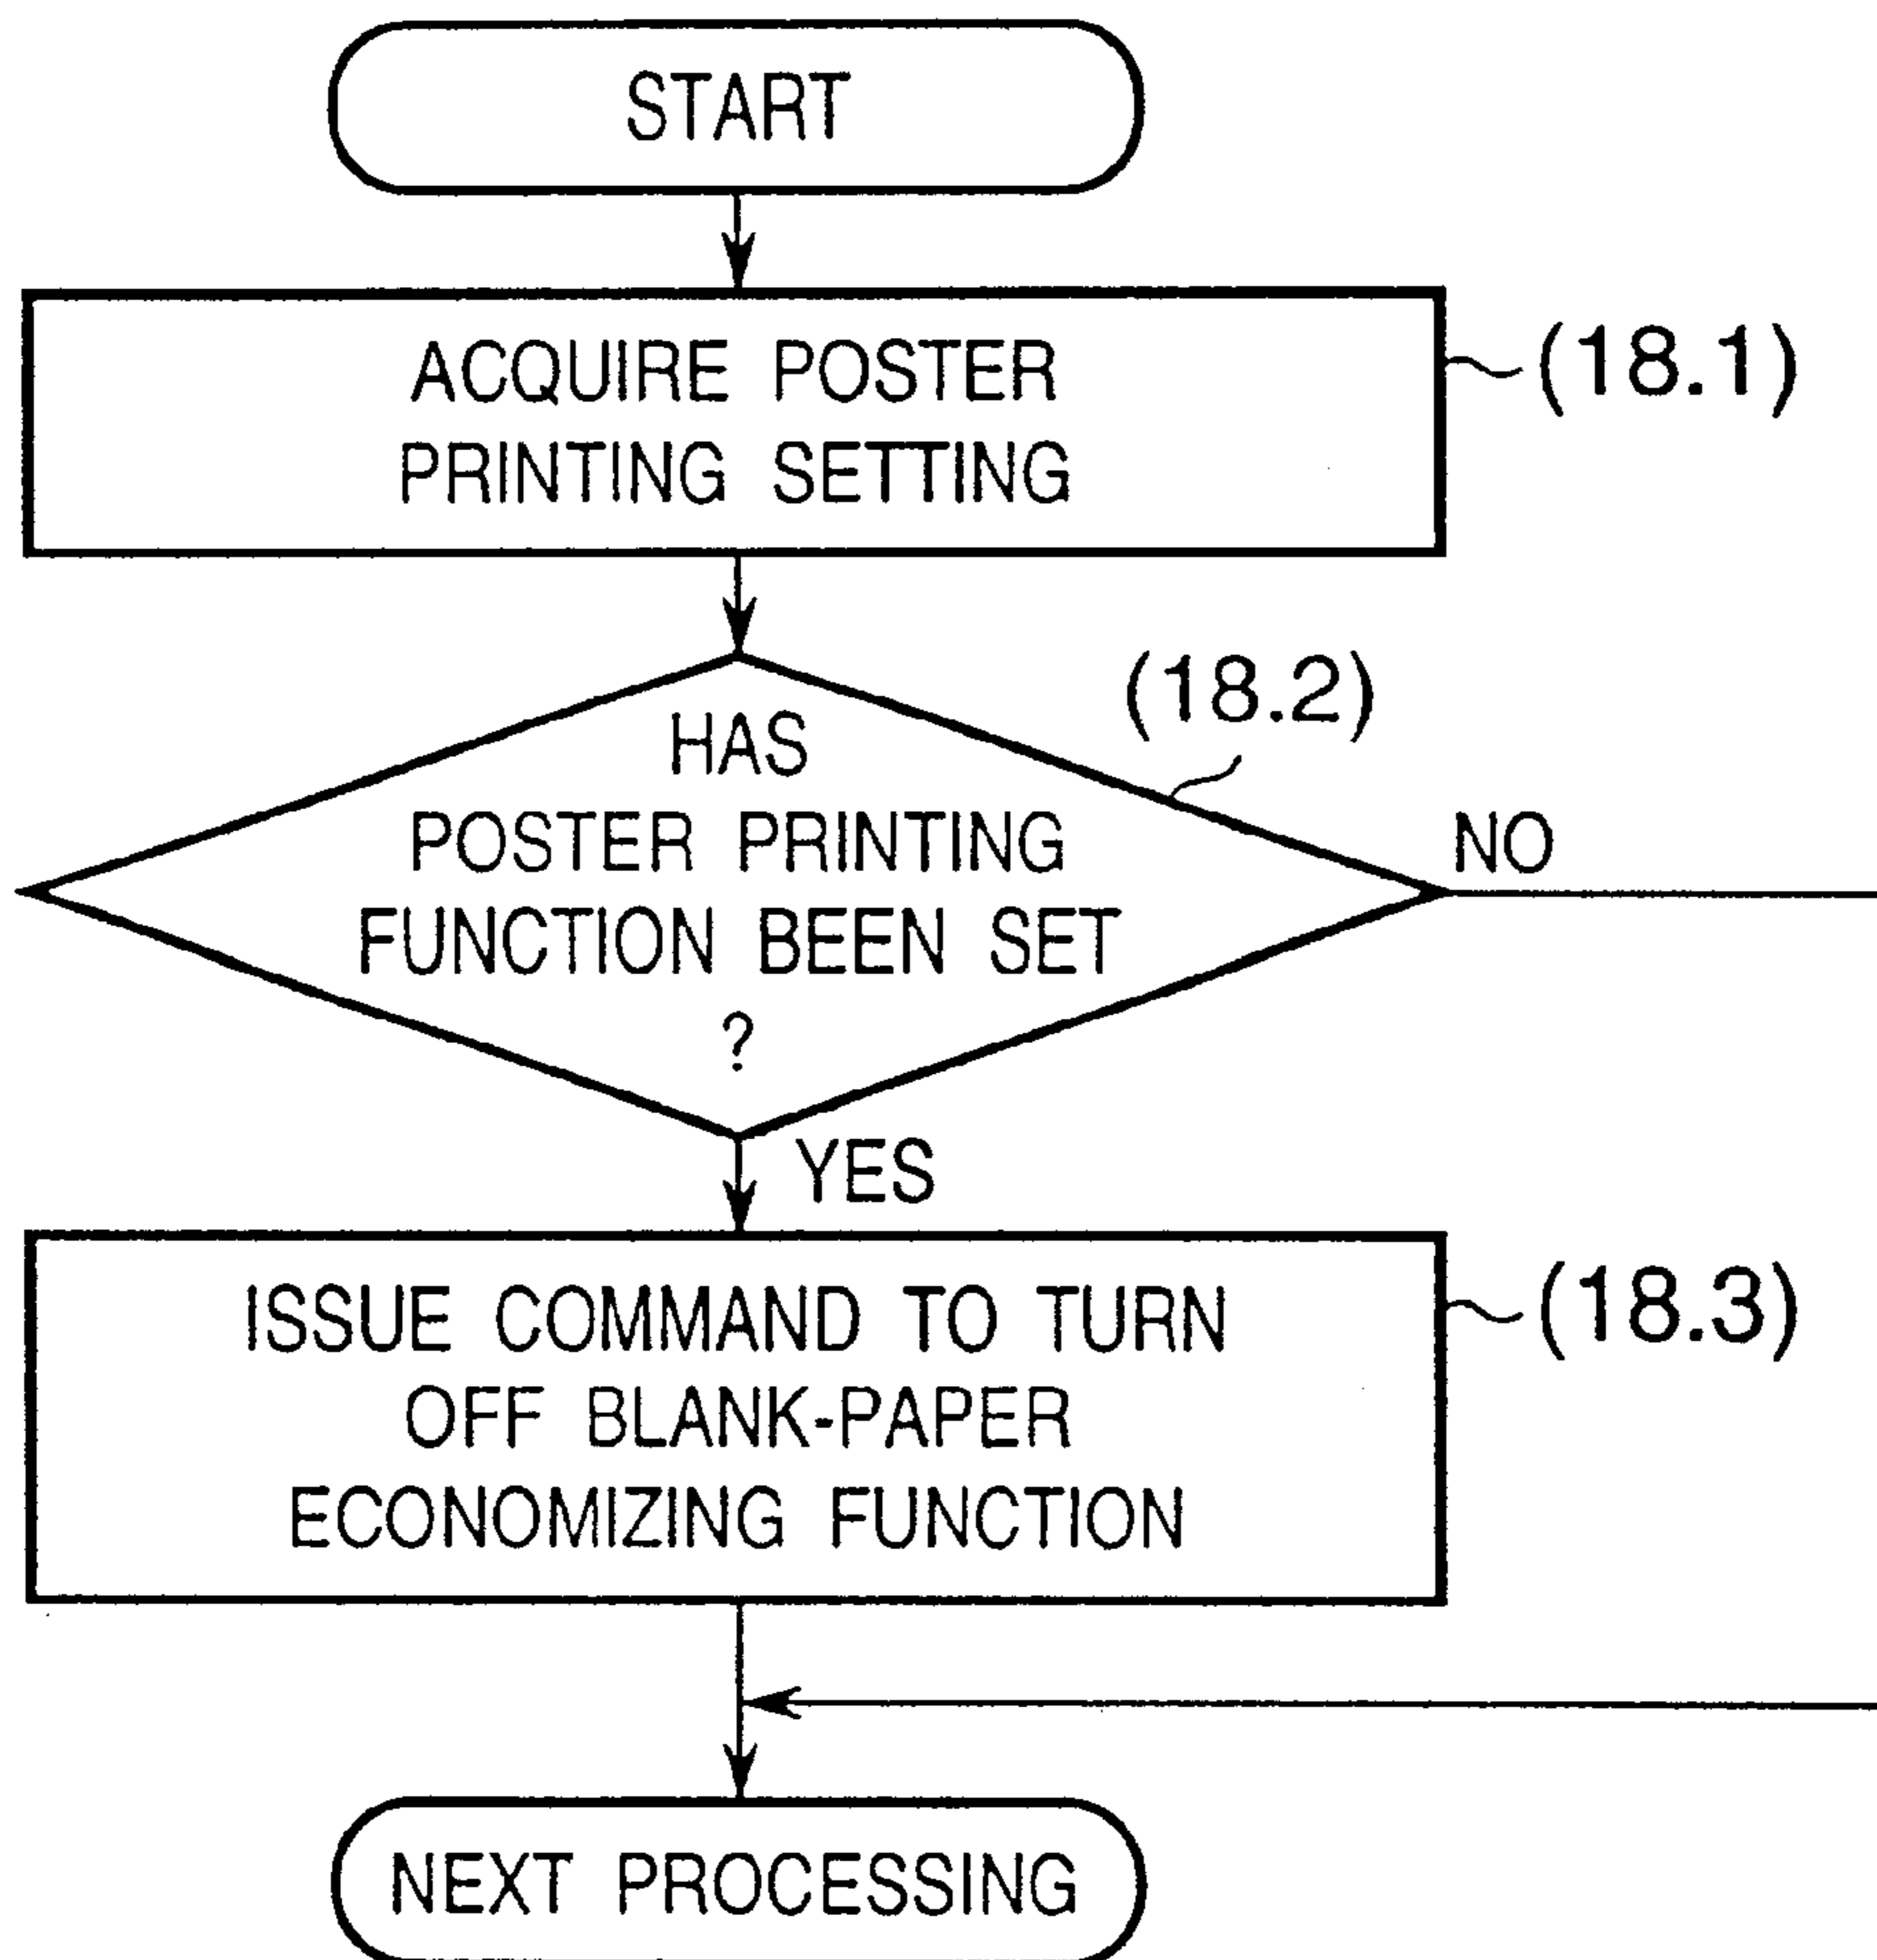 START
ACQUIRE POSTER
PRINTING SETTING
(18.1)
(18.2)
HAS
POSTER PRINTING
FUNCTION BEEN SET
?
NO
YES
ISSUE COMMAND TO TURN
OFF BLANK-PAPER
ECONOMIZING FUNCTION
(18.3)
NEXT PROCESSING